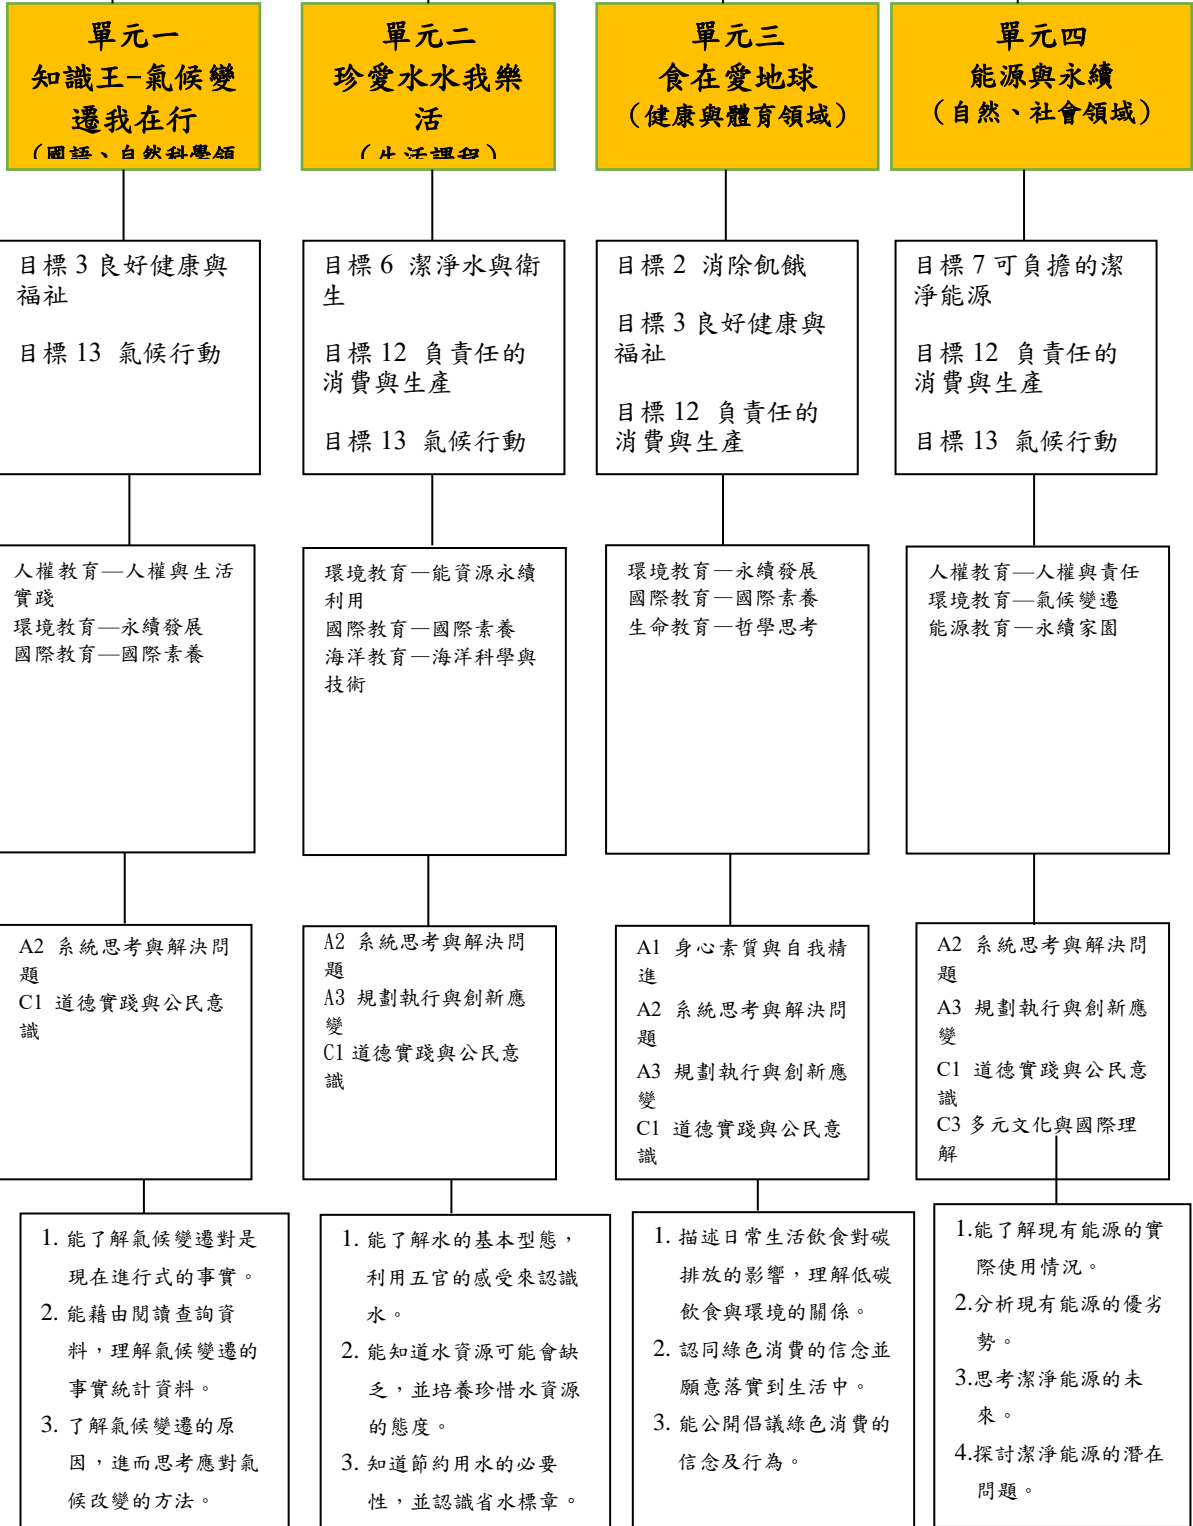 單元一
知識王-氣候變
遷我在行
（國語、自然科學領
單元二
珍愛水水我樂
活
（生活課程）
單元三
食在愛地球
（健康與體育領域）
單元四
能源與永續
（自然、社會領域）
目標 3 良好健康與
福祉
目標 13 氣候行動
目標 6 潔淨水與衛
生
目標 12 負責任的
消費與生產
目標 13 氣候行動
目標 2 消除飢餓
目標 3 良好健康與
福祉
目標 12 負責任的
消費與生產
目標 7 可負擔的潔
淨能源
目標 12 負責任的
消費與生產
目標 13 氣候行動
人權教育—人權與生活
實踐
環境教育—永續發展
國際教育—國際素養
環境教育—能資源永續
利用
國際教育—國際素養
海洋教育—海洋科學與
技術
環境教育—永續發展
國際教育—國際素養
生命教育—哲學思考
人權教育—人權與責任
環境教育—氣候變遷
能源教育—永續家園
A2 系統思考與解決問
題
C1 道德實踐與公民意
識
A2 系統思考與解決問
題
A3 規劃執行與創新應
變
C1 道德實踐與公民意
識
A1 身心素質與自我精
進
A2 系統思考與解決問
題
A3 規劃執行與創新應
變
C1 道德實踐與公民意
識
A2 系統思考與解決問
題
A3 規劃執行與創新應
變
C1 道德實踐與公民意
識
C3 多元文化與國際理
解
1. 能了解氣候變遷對是
現在進行式的事實。
2. 能藉由閱讀查詢資
料，理解氣候變遷的
事實統計資料。
3. 了解氣候變遷的原
因，進而思考應對氣
候改變的方法。
1. 能了解水的基本型態，
利用五官的感受來認識
水。
2. 能知道水資源可能會缺
乏，並培養珍惜水資源
的態度。
3. 知道節約用水的必要
性，並認識省水標章。
1. 描述日常生活飲食對碳
排放的影響，理解低碳
飲食與環境的關係。
2. 認同綠色消費的信念並
願意落實到生活中。
3. 能公開倡議綠色消費的
信念及行為。
1.能了解現有能源的實
際使用情況。
2.分析現有能源的優劣
勢。
3.思考潔淨能源的未
來。
4.探討潔淨能源的潛在
問題。